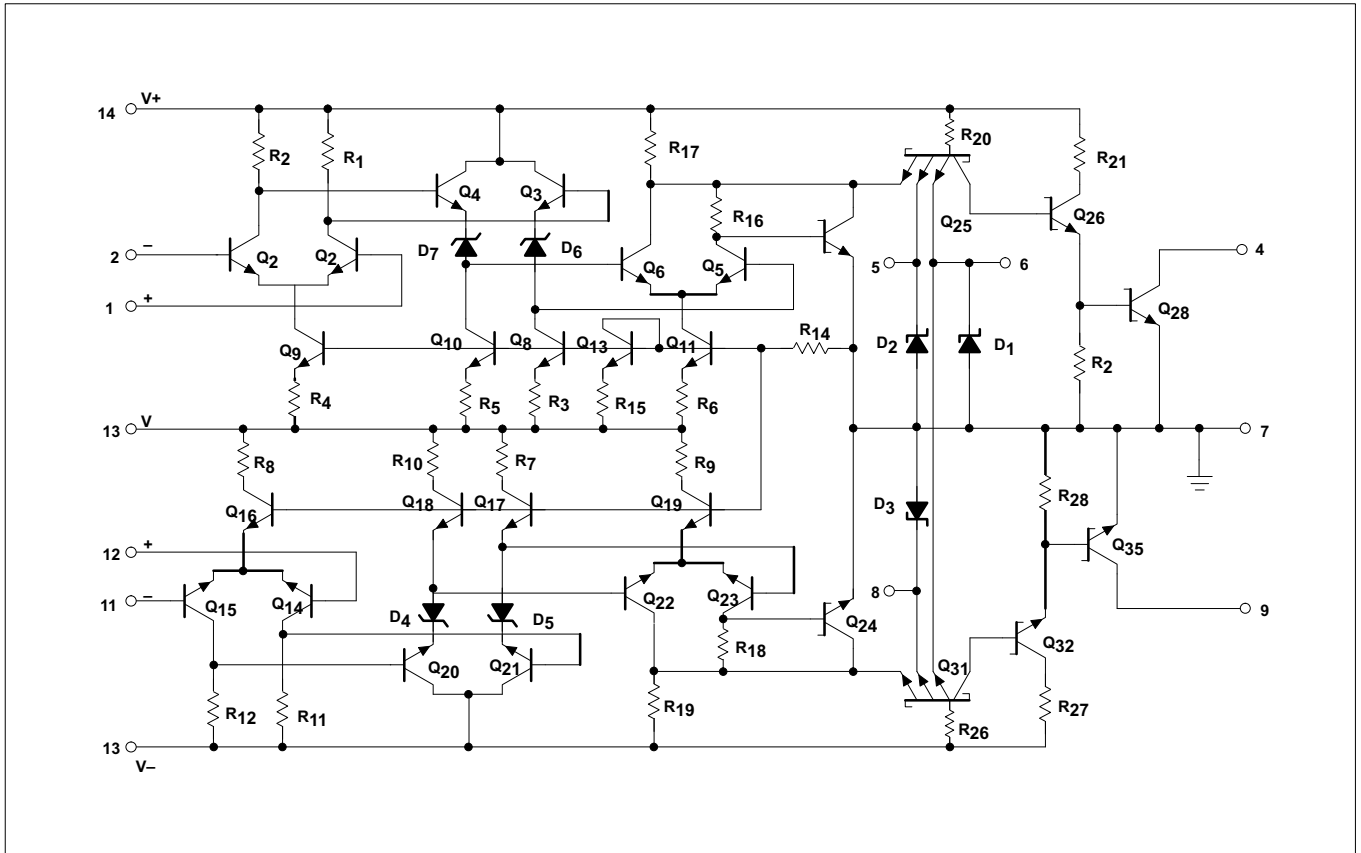 14 V+
R2 R1 R17 R20 R21
Q4 Q3 R16 Q25 Q26
2 − Q2 Q2 D7 D6 Q6 Q5 5 6 4
1 + Q28
Q9 Q10 Q8 Q13 Q11 R14 D2 D1 R2
R4 R5 R3 R15 R6
13 V 7
R8 R10 R7 R9 R28
Q16 Q18 Q17 Q19 D3 Q35
12 +
11 − Q15 Q14 D4 D5 Q22 Q23 8 Q24 9
Q20 Q21 R18 Q31 Q32
R12 R11 R19 R26 R27
13
V–